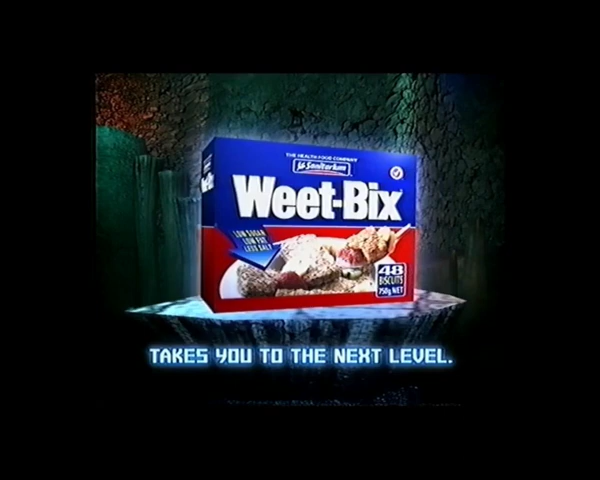 THE HEALTH FOOD COMPANY
Sanitarium
Weet-Bix
LOW SUGAR
LOW FAT
LESS SALT
48
BISCUITS
750g NET
TAKES YOU TO THE NEXT LEVEL.